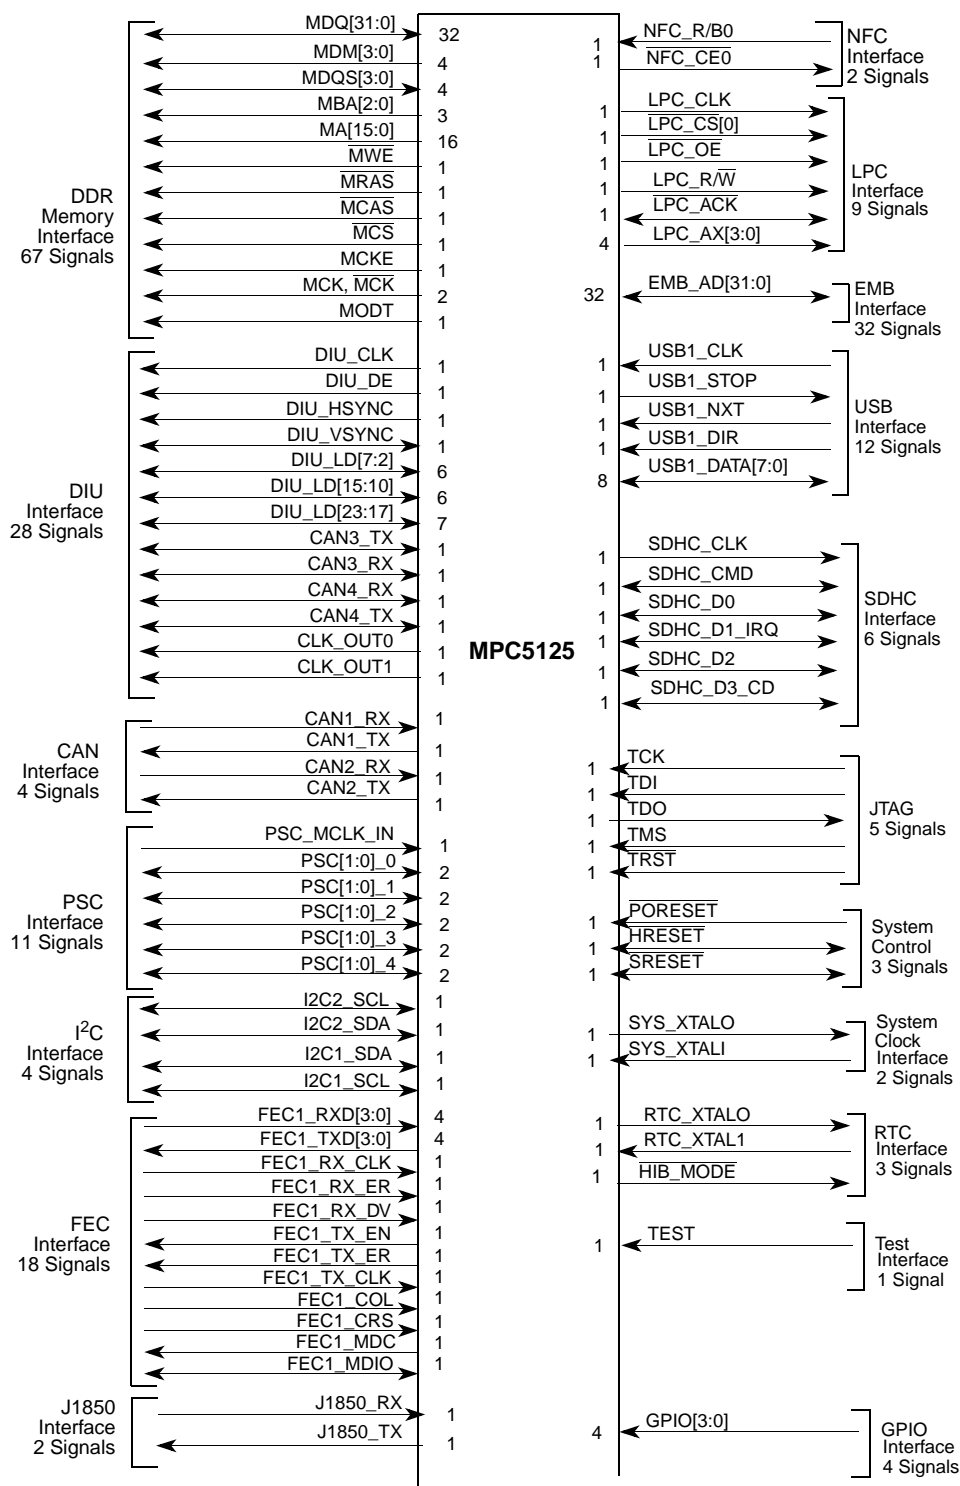 MDQ[31:0]
32
MDM[3:0]
4
MDQS[3:0]
4
MBA[2:0]
3
MA[15:0]
16
MWE
1
MRAS
1
MCAS
1
MCS
1
MCKE
1
MCK, MCK
2
MODT
1
DDR
Memory
Interface
67 Signals
DIU_CLK
1
DIU_DE
1
DIU_HSYNC
1
DIU_VSYNC
1
DIU_LD[7:2]
6
DIU_LD[15:10]
6
DIU_LD[23:17]
7
CAN3_TX
1
CAN3_RX
1
CAN4_RX
1
CAN4_TX
1
CLK_OUT0
1
CLK_OUT1
1
DIU
Interface
28 Signals
CAN1_RX
1
CAN1_TX
1
CAN2_RX
1
CAN2_TX
1
CAN
Interface
4 Signals
PSC_MCLK_IN
1
PSC[1:0]_0
2
PSC[1:0]_1
2
PSC[1:0]_2
2
PSC[1:0]_3
2
PSC[1:0]_4
2
PSC
Interface
11 Signals
I2C2_SCL
1
I2C2_SDA
1
I2C1_SDA
1
I2C1_SCL
1
I2C
Interface
4 Signals
FEC1_RXD[3:0]
4
FEC1_TXD[3:0]
4
FEC1_RX_CLK
1
FEC1_RX_ER
1
FEC1_RX_DV
1
FEC1_TX_EN
1
FEC1_TX_ER
1
FEC1_TX_CLK
1
FEC1_COL
1
FEC1_CRS
1
FEC1_MDC
1
FEC1_MDIO
1
FEC
Interface
18 Signals
J1850_RX
1
J1850_TX
1
J1850
Interface
2 Signals
MPC5125
1
NFC_R/B0
1
NFC_CE0
NFC
Interface
2 Signals
1
LPC_CLK
1
LPC_CS[0]
1
LPC_OE
1
LPC_R/W
1
LPC_ACK
4
LPC_AX[3:0]
LPC
Interface
9 Signals
32
EMB_AD[31:0]
EMB
Interface
32 Signals
1
USB1_CLK
1
USB1_STOP
1
USB1_NXT
1
USB1_DIR
8
USB1_DATA[7:0]
USB
Interface
12 Signals
1
SDHC_CLK
1
SDHC_CMD
1
SDHC_D0
1
SDHC_D1_IRQ
1
SDHC_D2
1
SDHC_D3_CD
SDHC
Interface
6 Signals
1
TCK
1
TDI
1
TDO
1
TMS
1
TRST
JTAG
5 Signals
1
PORESET
1
HRESET
1
SRESET
System
Control
3 Signals
1
SYS_XTALO
1
SYS_XTALI
System
Clock
Interface
2 Signals
1
RTC_XTALO
1
RTC_XTAL1
1
HIB_MODE
RTC
Interface
3 Signals
1
TEST
Test
Interface
1 Signal
4
GPIO[3:0]
GPIO
Interface
4 Signals